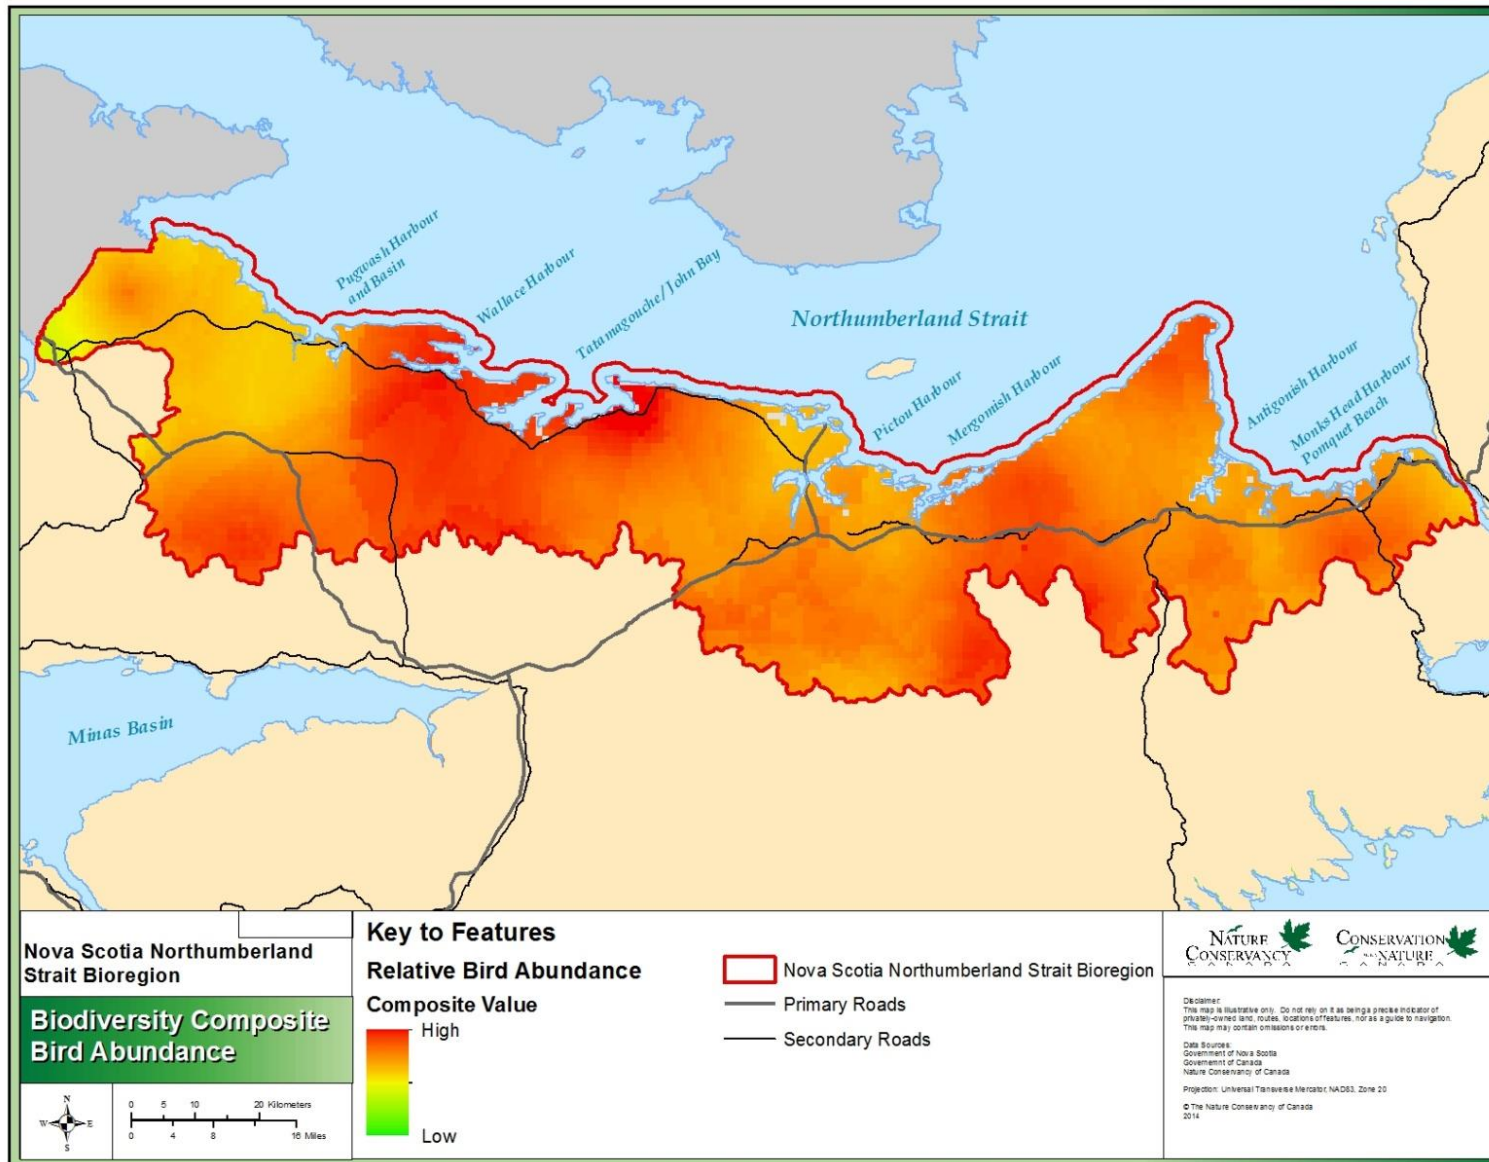 Pugwash Harbour
and Basin
Wallace Harbour
Tatamagouche/ John Bay
Northumberland Strait
Pictou Harbour
Mergomish Harbour
Antigonish Harbour
Monks Head Harbour
Pomquet Beach
Minas Basin
Nova Scotia Northumberland
Strait Bioregion
Biodiversity Composite
Bird Abundance
N
W
E
S
0 5 10 20 Kilometers
0 4 8 16 Miles
Key to Features
Relative Bird Abundance
Composite Value
High
Low
Nova Scotia Northumberland Strait Bioregion
Primary Roads
Secondary Roads
NATURE
CONSERVANCY
CONSERVATION
NATURE
Disclaimer:
This map is illustrative only. Do not rely on it as being a precise indicator of
privately-owned land, routes, locations of features, nor as a guide to navigation.
This map may contain omissions or errors.
Data Sources:
Government of Nova Scotia
Governemnt of Canada
Nature Conservancy of Canada
Projection: Universal Transverse Mercator, NAD83, Zone 20
© The Nature Conservancy of Canada
2014